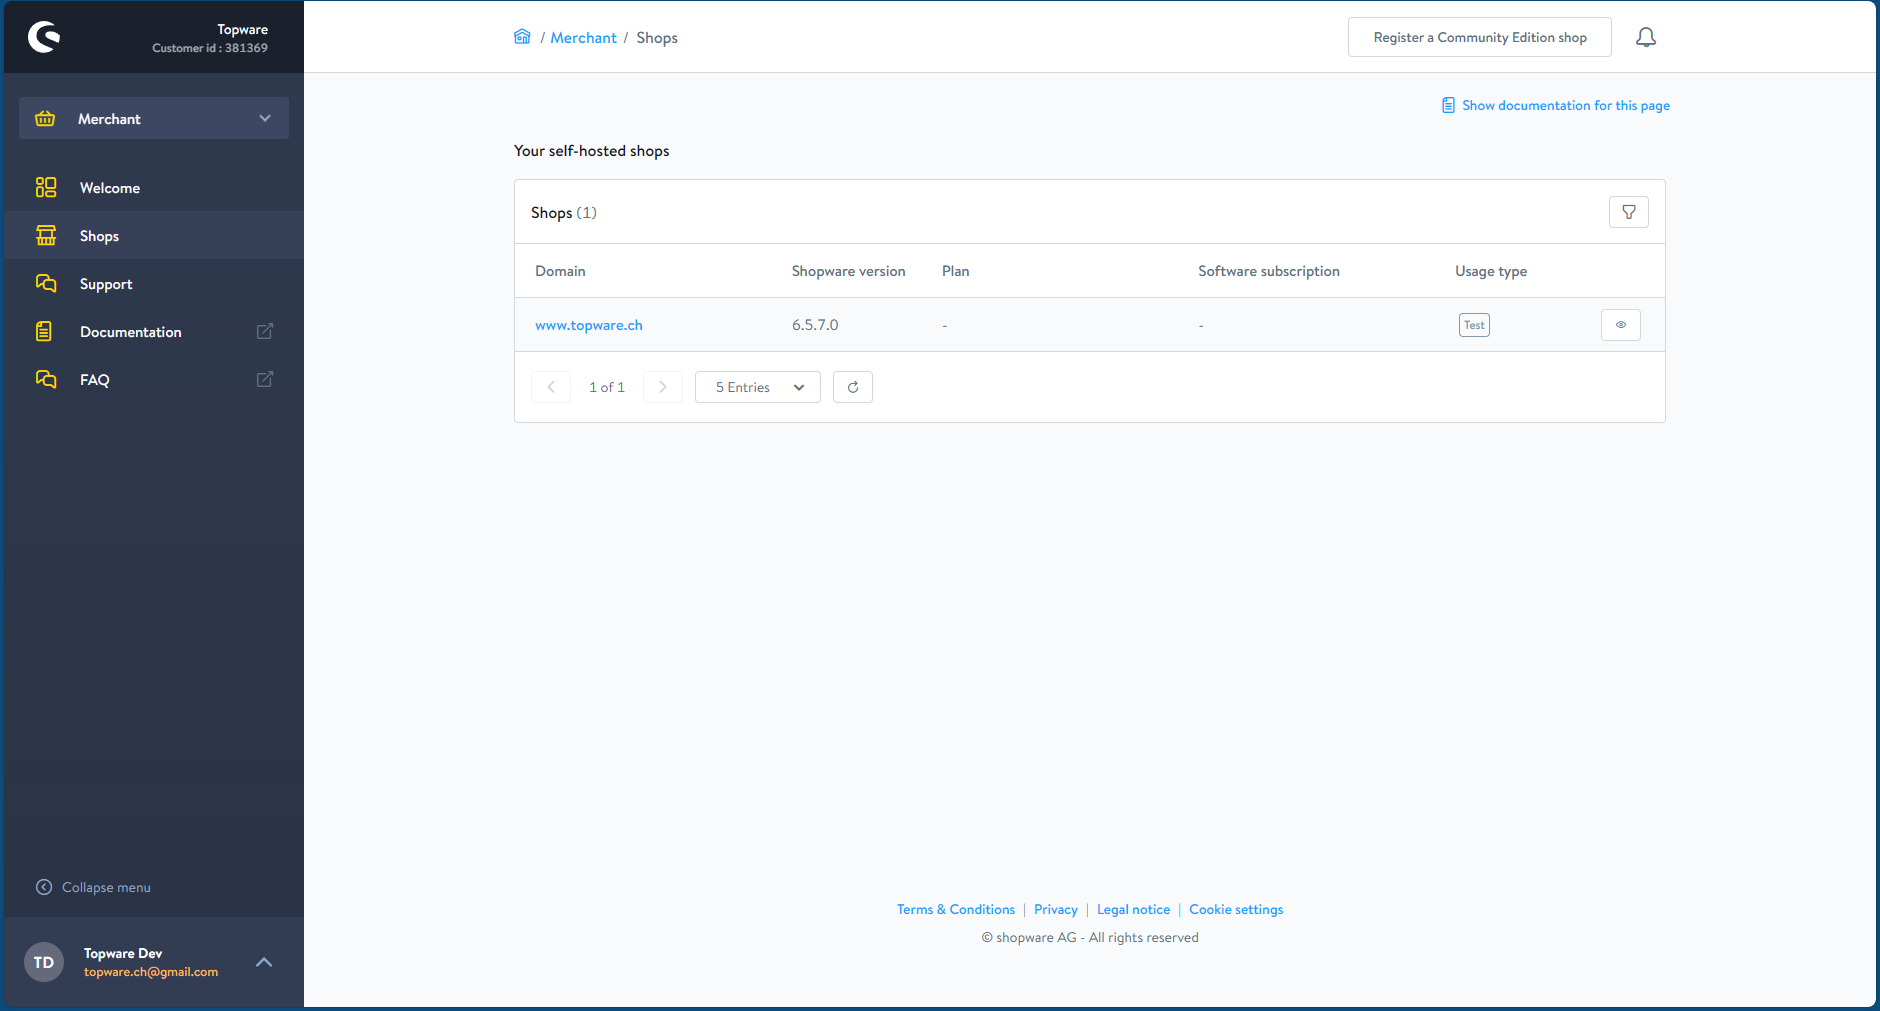 Topware
Customer id : 381369
Merchant
Welcome
Shops
Support
Documentation
FAQ
Collapse menu
TD
Topware Dev
topware.ch@gmail.com
/ Merchant / Shops
Register a Community Edition shop
Show documentation for this page
Your self-hosted shops
Shops (1)
Domain Shopware version Plan Software subscription Usage type
www.topware.ch 6.5.7.0 - - Test
1 of 1 5 Entries
Terms & Conditions | Privacy | Legal notice | Cookie settings
© shopware AG - All rights reserved